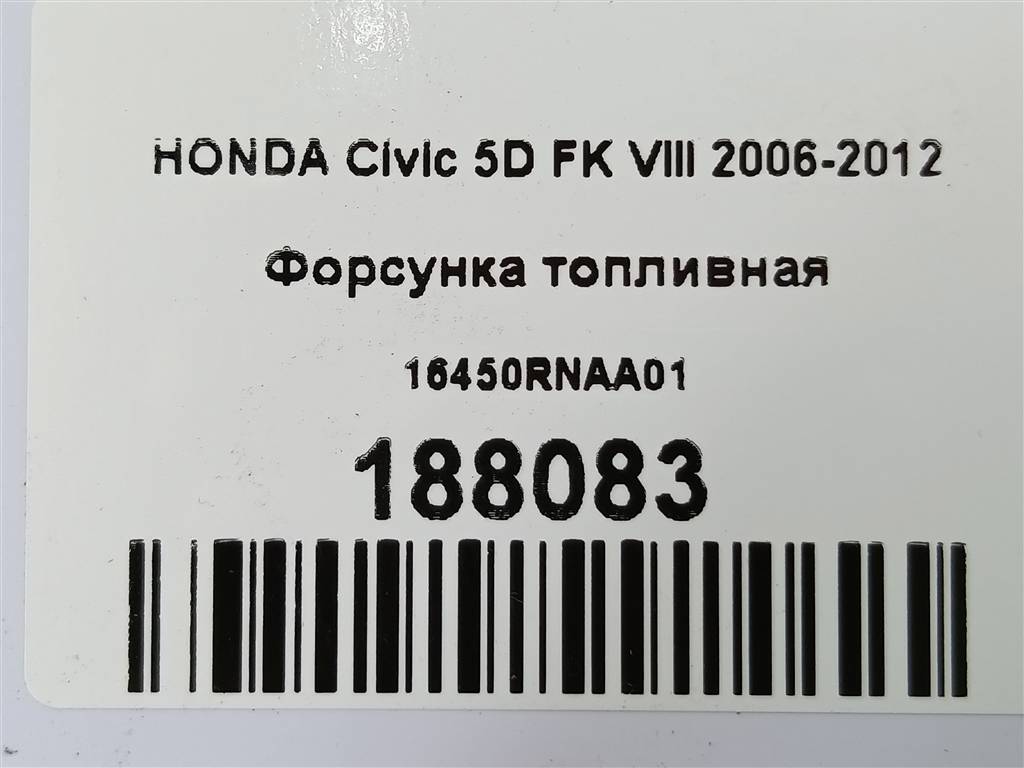 HONDA Civic 5D FK VIII 2006-2012
Форсунка топливная
16450RNAA01
188083